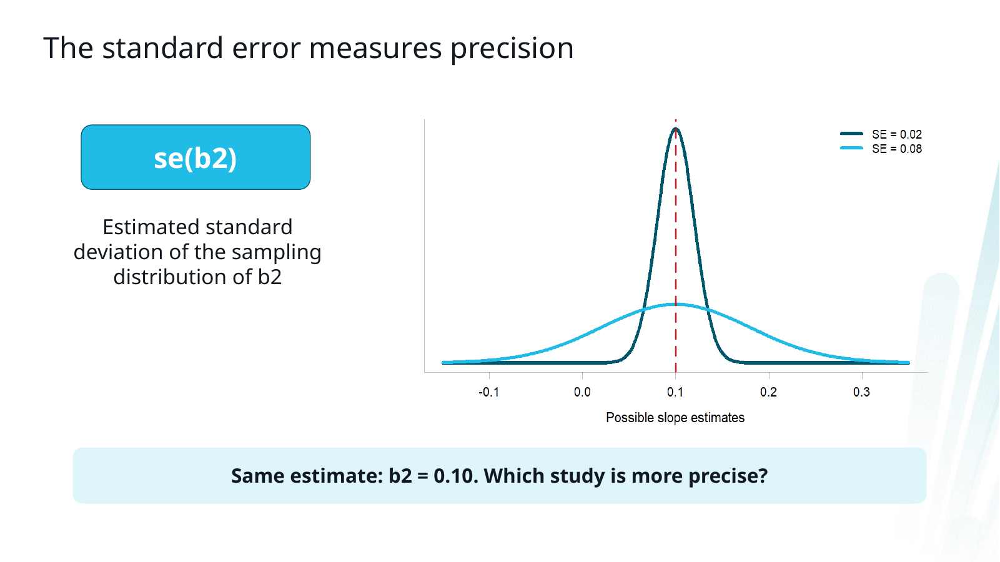 The standard error measures precision
se(b2)
Estimated standard
deviation of the sampling
distribution of b2
SE = 0.02
SE = 0.08
-0.1 0.0 0.1 0.2 0.3
Possible slope estimates
Same estimate: b2 = 0.10. Which study is more precise?